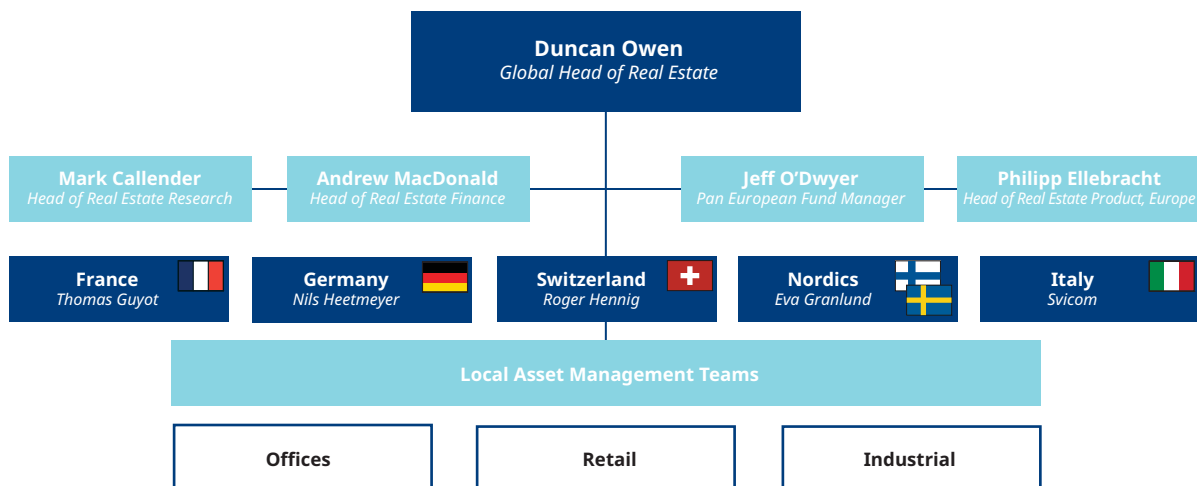 Duncan Owen
Global Head of Real Estate
Mark Callender
Head of Real Estate Research
Andrew MacDonald
Head of Real Estate Finance
Jeff O’Dwyer
Pan European Fund Manager
Philipp Ellebracht
Head of Real Estate Product, Europe
France
Thomas Guyot
Germany
Nils Heetmeyer
Switzerland
Roger Hennig
Nordics
Eva Granlund
Italy
Svicom
Local Asset Management Teams
Offices
Retail
Industrial